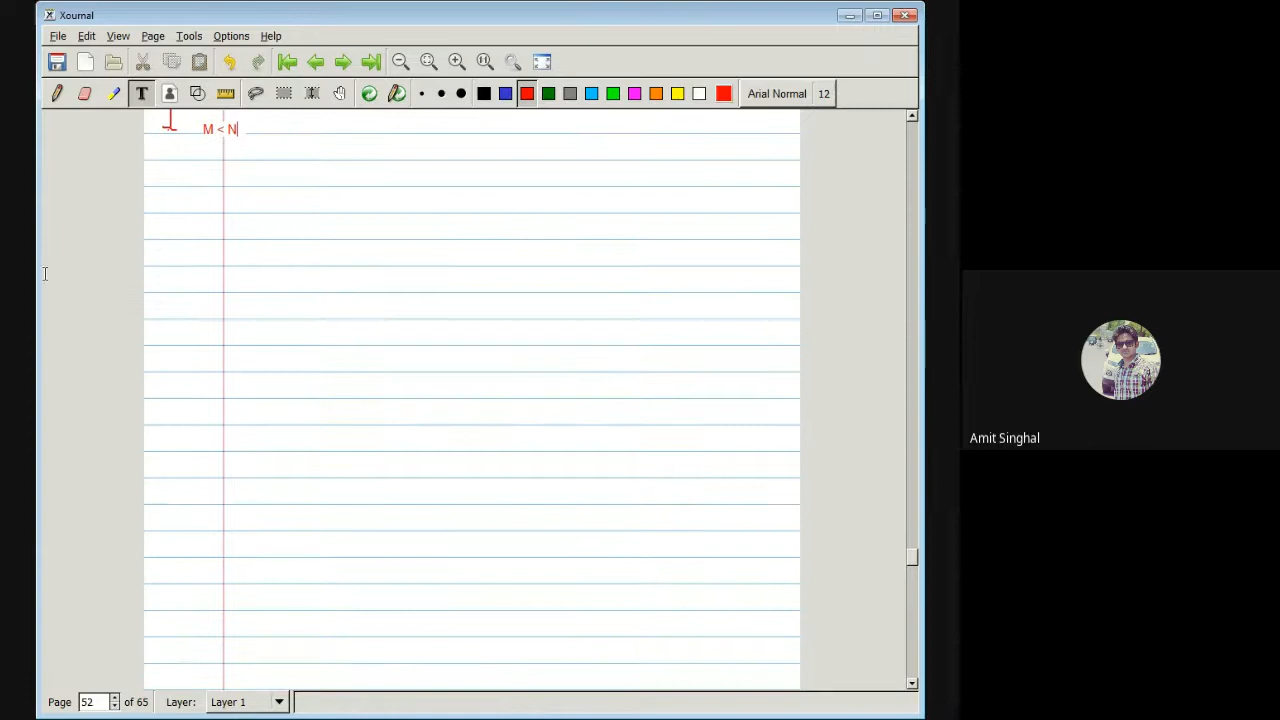 Xournal
File Edit View Page Tools Options Help
T Arial Normal 12
M < N
Amit Singhal
Page 52 of 65 Layer: Layer 1